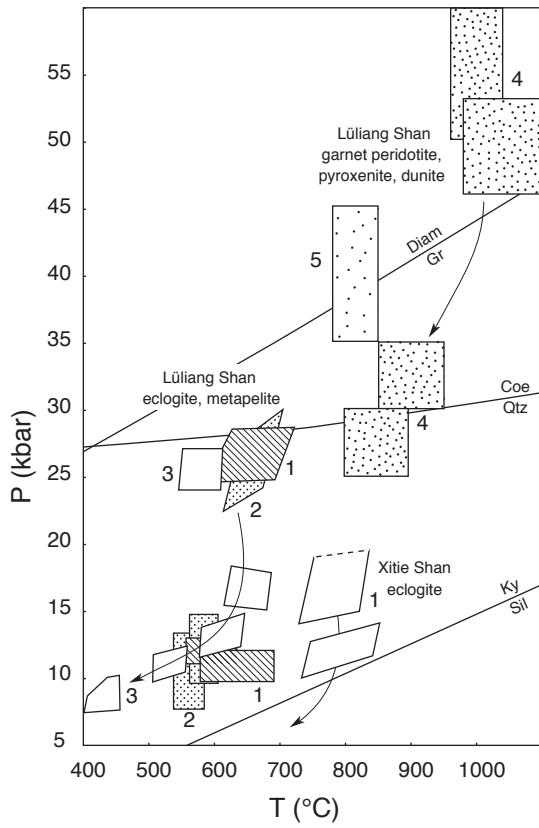 55
50
45
40
35
30
25
20
15
10
5
P (kbar)
400
600
700
800
900
1000
T (°C)
4
Lüliang Shan
garnet peridotite,
pyroxenite, dunite
5
Diam
Gr
Lüliang Shan
eclogite, metapelite
Coe
Qtz
4
3
1
2
Xitie Shan
eclogite
1
Ky
Sil
3
2
1